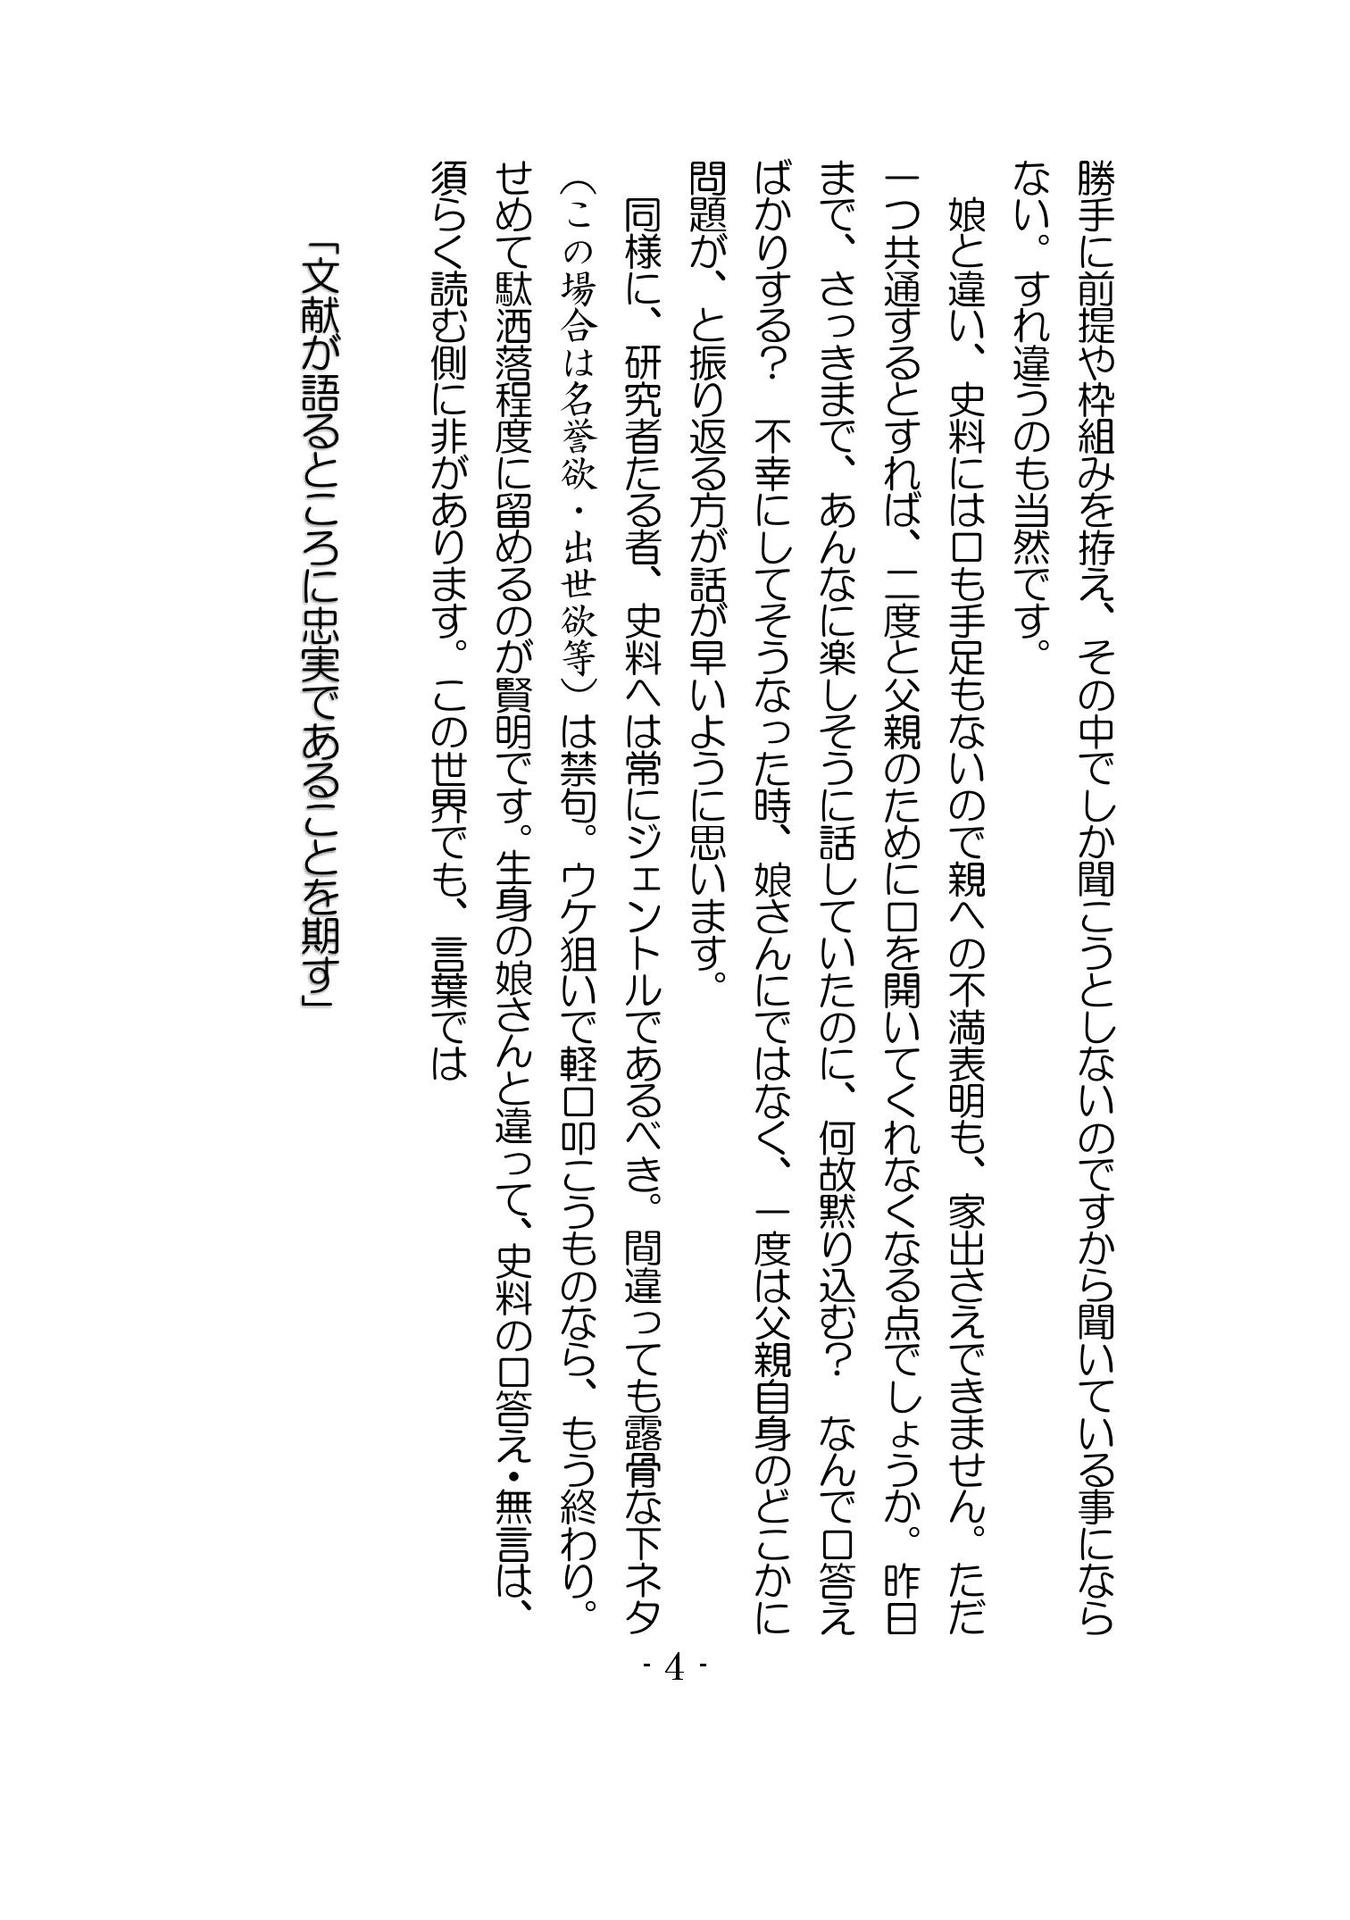 勝手に前提や枠組みを拵え、その中でしか聞こうとしないのですから聞いている事になら
ない。すれ違うのも当然です。
　娘と違い、史料には口も手足もないので親への不満表明も、家出さえできません。ただ
一つ共通するとすれば、二度と父親のために口を開いてくれなくなる点でしょうか。昨日
まで、さっきまで、あんなに楽しそうに話していたのに、何故黙り込む？　なんで口答え
ばかりする？　不幸にしてそうなった時、娘さんにではなく、一度は父親自身のどこかに
問題が、と振り返る方が話が早いように思います。
　同様に、研究者たる者、史料へは常にジェントルであるべき。間違っても露骨な下ネタ
（この場合は名誉欲・出世欲等）は禁句。ウケ狙いで軽口叩こうものなら、もう終わり。
せめて駄洒落程度に留めるのが賢明です。生身の娘さんと違って、史料の口答え・無言は、
須らく読む側に非があります。この世界でも、言葉では
「文献が語るところに忠実であることを期す」
- 4 -